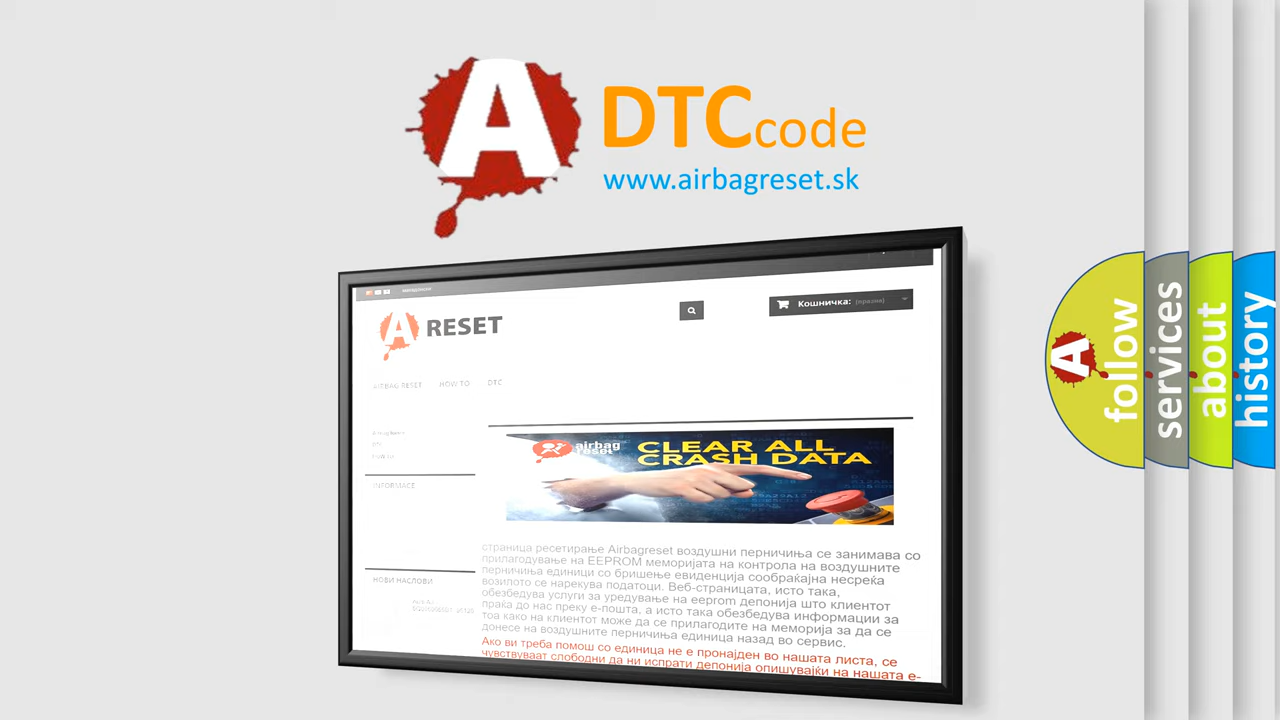 A
DTCcode
www.airbagreset.sk
A RESET
Кошничка: (празна)
AIRBAG RESET HOW TO DTC
INFORMACE
airbag reset
CLEAR ALL
CRASH DATA
страница ресетирање Airbagreset воздушни перничиња се занимава со
прилагодување на EEPROM меморијата на контрола на воздушните
перничиња единици со бришење евиденција сообраќајна несреќа
возилото се нарекува податоци. Веб-страницата, исто така,
обезбедува услуги за уредување на eeprom депонија што клиентот
праќа до нас преку е-пошта, а исто така обезбедува информации за
тоа како на клиентот може да се прилагодите на меморија за да се
донесе на воздушните перничиња единица назад во сервис.
Ако ви треба помош со единица не е пронајден во нашата листа, се
чувствуваат слободни да ни испрати депонија опишувајќи на нашата е-
НОВИ НАСЛОВИ
A
follow
services
about
history